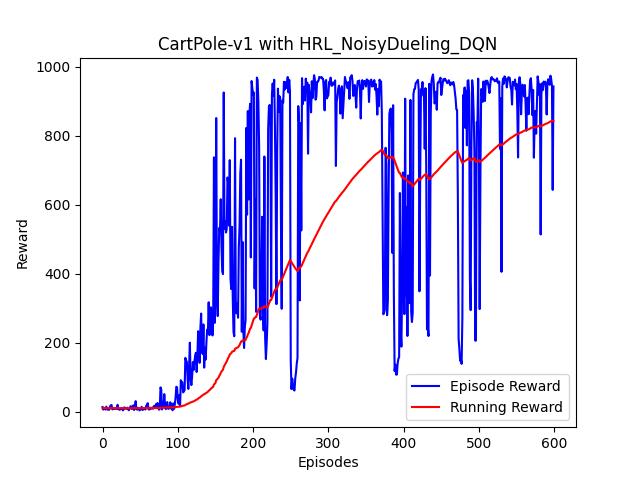 CartPole-v1 with HRL_NoisyDueling_DQN
1000
800
600
400
200
0
Reward
0 100 200 300 400 500 600
Episodes
Episode Reward
Running Reward